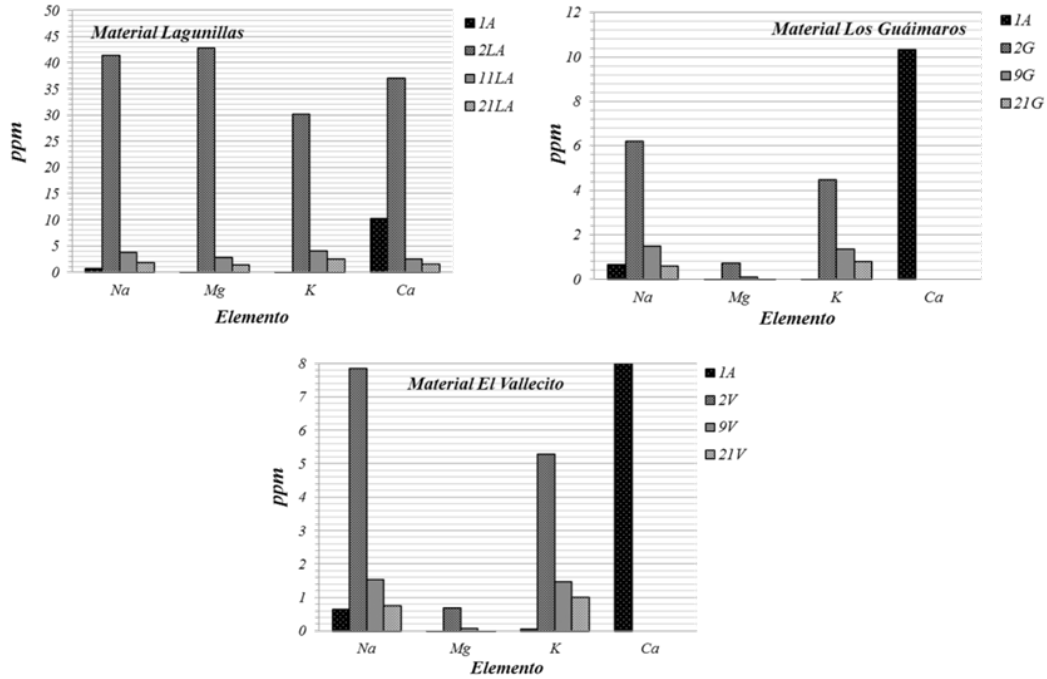 Material Lagunillas
ppm
50
45
40
35
30
25
20
15
10
5
0
Na Mg K Ca
Elemento
1A
2LA
11LA
21LA
Material Los Guáimaros
ppm
12
10
8
6
4
2
0
Na Mg K Ca
Elemento
1A
2G
9G
21G
Material El Vallecito
ppm
8
7
6
5
4
3
2
1
0
Na Mg K Ca
Elemento
1A
2V
9V
21V